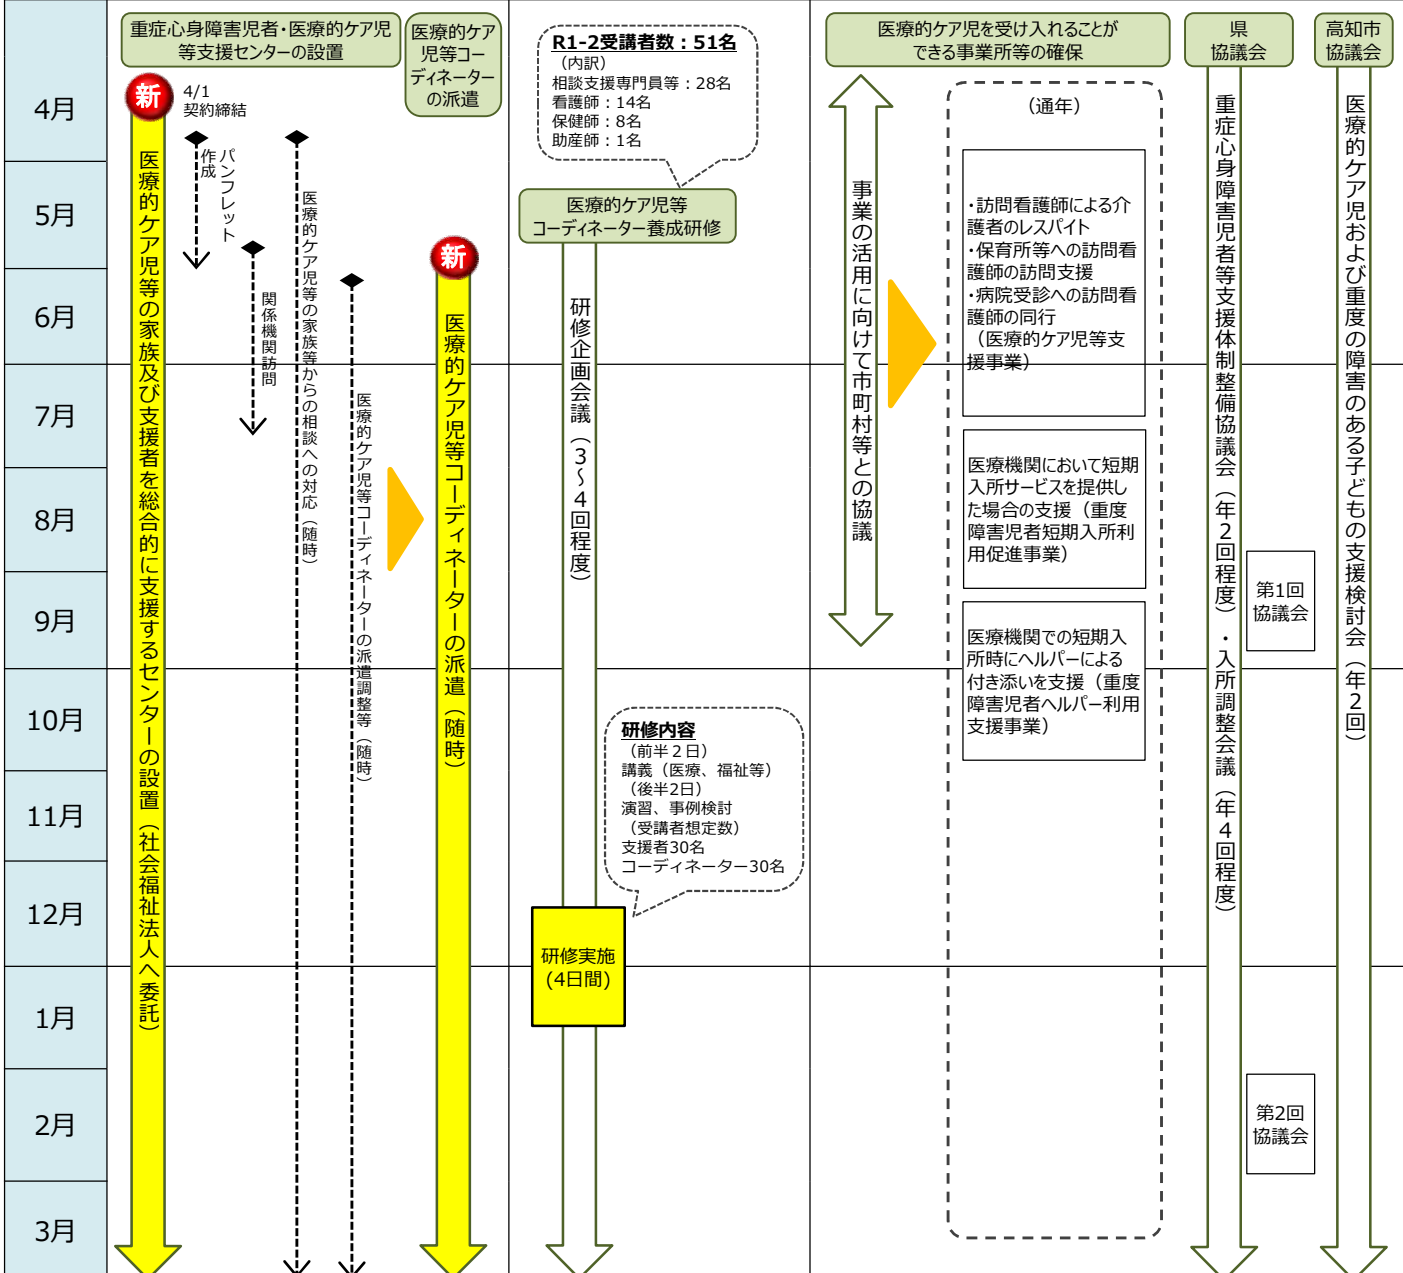 重症心身障害児者・医療的ケア児
等支援センターの設置
医療的ケア
児等コー
ディネーター
の派遣
R1-2受講者数：51名
（内訳）
相談支援専門員等：28名
看護師：14名
保健師：8名
助産師：1名
医療的ケア児を受け入れることが
できる事業所等の確保
県
協議会
高知市
協議会
4月
5月
6月
7月
8月
9月
10月
11月
12月
1月
2月
3月
新
4/1
契約締結
医療的ケア児等の家族及び支援者を総合的に支援するセンターの設置（社会福祉法人へ委託）
パンフレット
作成
関係機関訪問
医療的ケア児等の家族等からの相談への対応（随時）
医療的ケア児等コーディネーターの派遣調整等（随時）
新
医療的ケア児等コーディネーターの派遣（随時）
医療的ケア児等
コーディネーター養成研修
研修企画会議（３～４回程度）
研修内容
（前半２日）
講義（医療、福祉等）
（後半2日）
演習、事例検討
（受講者想定数）
支援者30名
コーディネーター30名
研修実施
(4日間)
事業の活用に向けて市町村等との協議
（通年）
・訪問看護師による介
護者のレスパイト
・保育所等への訪問看
護師の訪問支援
・病院受診への訪問看
護師の同行
（医療的ケア児等支
援事業）
医療機関において短期
入所サービスを提供し
た場合の支援（重度
障害児者短期入所利
用促進事業）
医療機関での短期入
所時にヘルパーによる
付き添いを支援（重度
障害児者ヘルパー利用
支援事業）
重症心身障害児者等支援体制整備協議会（年２回程度）・入所調整会議（年４回程度）
第1回
協議会
第2回
協議会
医療的ケア児および重度の障害のある子どもの支援検討会（年２回）